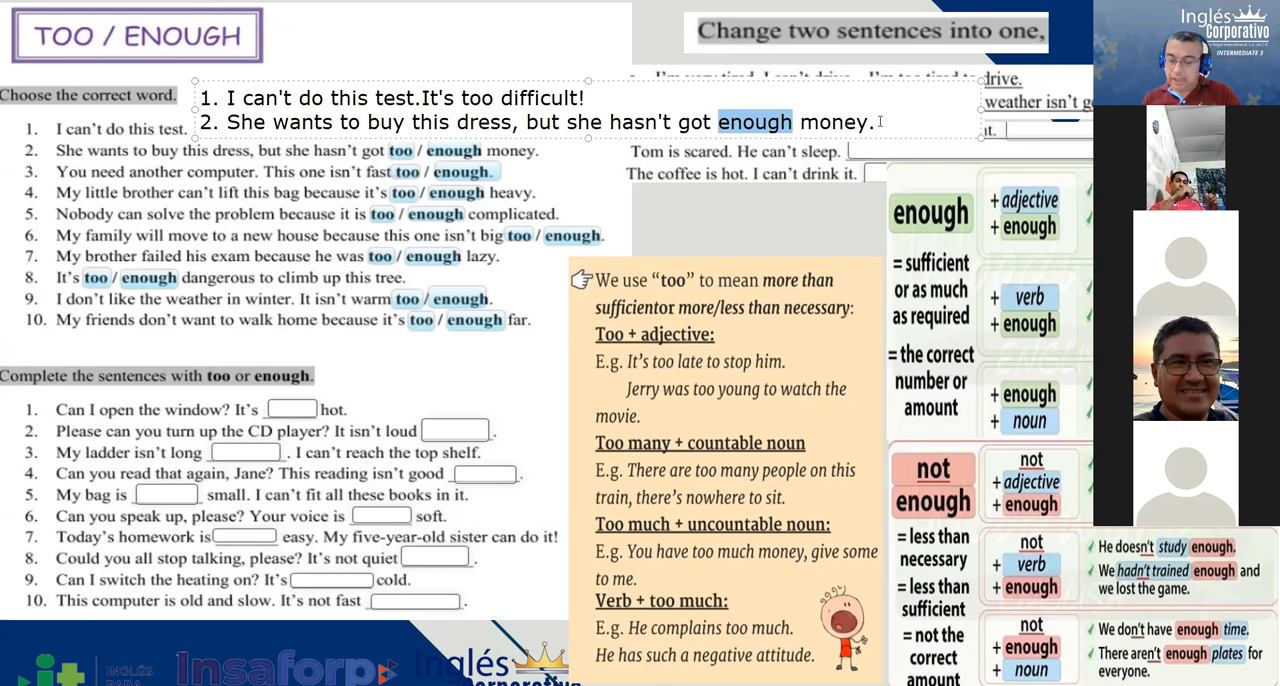 TOO / ENOUGH
Choose the correct word.
1. I can't do this test.It's too difficult!
2. She wants to buy this dress, but she hasn't got enough money.
1. I can't do this test.
2. She wants to buy this dress, but she hasn't got too / enough money.
3. You need another computer. This one isn't fast too / enough.
4. My little brother can't lift this bag because it's too / enough heavy.
5. Nobody can solve the problem because it is too / enough complicated.
6. My family will move to a new house because this one isn't big too / enough.
7. My brother failed his exam because he was too / enough lazy.
8. It's too / enough dangerous to climb up this tree.
9. I don't like the weather in winter. It isn't warm too / enough.
10. My friends don't want to walk home because it's too / enough far.
Complete the sentences with too or enough.
1. Can I open the window? It's hot.
2. Please can you turn up the CD player? It isn't loud .
3. My ladder isn't long . I can't reach the top shelf.
4. Can you read that again, Jane? This reading isn't good .
5. My bag is small. I can't fit all these books in it.
6. Can you speak up, please? Your voice is soft.
7. Today's homework is easy. My five-year-old sister can do it!
8. Could you all stop talking, please? It's not quiet .
9. Can I switch the heating on? It's cold.
10. This computer is old and slow. It's not fast .
Change two sentences into one,
drive.
weather isn't
Tom is scared. He can't sleep.
The coffee is hot. I can't drink it.
We use "too" to mean more than
sufficientor more/less than necessary:
Too + adjective:
E.g. It's too late to stop him.
Jerry was too young to watch the
movie.
Too many + countable noun
E.g. There are too many people on this
train, there's nowhere to sit.
Too much + uncountable noun:
E.g. You have too much money, give some
to me.
Verb + too much:
E.g. He complains too much.
He has such a negative attitude.
enough
= sufficient
or as much
as required
= the correct
number or
amount
+ adjective
+ enough
+ verb
+ enough
+ enough
+ noun
not
enough
= less than
necessary
= less than
sufficient
= not the
correct
amount
not
+ adjective
+ enough
not
+ verb
+ enough
✓ He doesn't study enough.
✓ We hadn't trained enough and
we lost the game.
not
+ enough
+ noun
✓ We don't have enough time.
✓ There aren't enough plates for
everyone.
Inglés
Corporativo
INTERMEDIATE 3
INGLÉS
Insaforp
Inglés
Corporativo